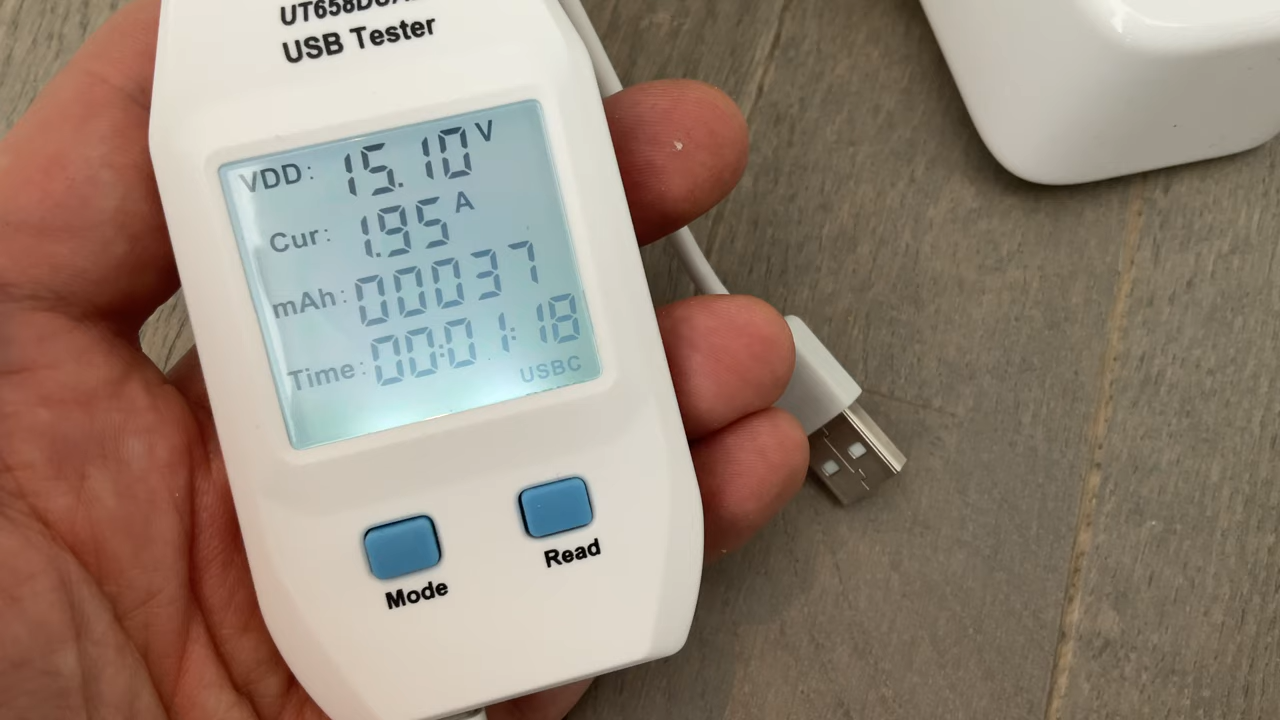 USB Tester
VDD: 15.10 V
Cur: 1.95 A
mAh: 00037
Time: 00:01:18
USBC
Mode
Read